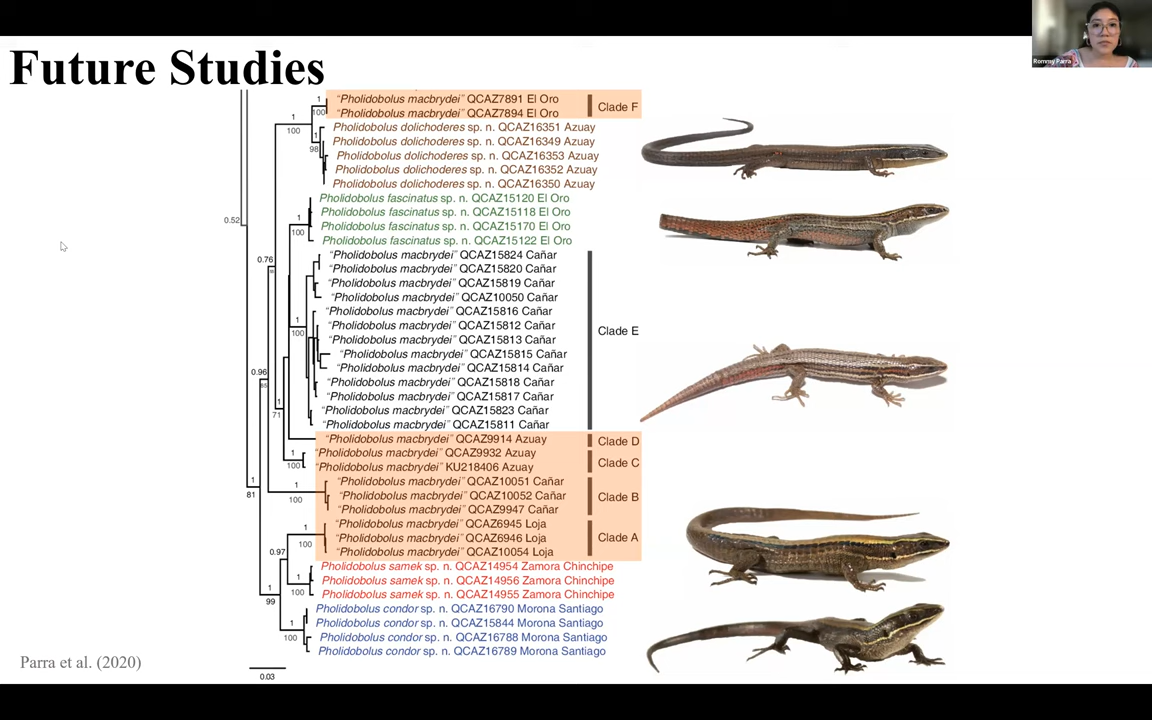 Rommy Parra
Future Studies
"Pholidobolus macbrydei" QCAZ7891 El Oro
"Pholidobolus macbrydei" QCAZ7894 El Oro
Clade F
Pholidobolus dolichoderes sp. n. QCAZ16351 Azuay
Pholidobolus dolichoderes sp. n. QCAZ16349 Azuay
Pholidobolus dolichoderes sp. n. QCAZ16353 Azuay
Pholidobolus dolichoderes sp. n. QCAZ16352 Azuay
Pholidobolus dolichoderes sp. n. QCAZ16350 Azuay
Pholidobolus fascinatus sp. n. QCAZ15120 El Oro
Pholidobolus fascinatus sp. n. QCAZ15118 El Oro
Pholidobolus fascinatus sp. n. QCAZ15170 El Oro
Pholidobolus fascinatus sp. n. QCAZ15122 El Oro
"Pholidobolus macbrydei" QCAZ15824 Cañar
"Pholidobolus macbrydei" QCAZ15820 Cañar
"Pholidobolus macbrydei" QCAZ15819 Cañar
"Pholidobolus macbrydei" QCAZ10050 Cañar
"Pholidobolus macbrydei" QCAZ15816 Cañar
"Pholidobolus macbrydei" QCAZ15812 Cañar
"Pholidobolus macbrydei" QCAZ15813 Cañar
"Pholidobolus macbrydei" QCAZ15815 Cañar
"Pholidobolus macbrydei" QCAZ15814 Cañar
"Pholidobolus macbrydei" QCAZ15818 Cañar
"Pholidobolus macbrydei" QCAZ15817 Cañar
"Pholidobolus macbrydei" QCAZ15823 Cañar
"Pholidobolus macbrydei" QCAZ15811 Cañar
Clade E
"Pholidobolus macbrydei" QCAZ9914 Azuay
Clade D
"Pholidobolus macbrydei" QCAZ9932 Azuay
"Pholidobolus macbrydei" KU218406 Azuay
Clade C
"Pholidobolus macbrydei" QCAZ10051 Cañar
"Pholidobolus macbrydei" QCAZ10052 Cañar
"Pholidobolus macbrydei" QCAZ9947 Cañar
Clade B
"Pholidobolus macbrydei" QCAZ6945 Loja
"Pholidobolus macbrydei" QCAZ6946 Loja
"Pholidobolus macbrydei" QCAZ10054 Loja
Clade A
Pholidobolus samek sp. n. QCAZ14954 Zamora Chinchipe
Pholidobolus samek sp. n. QCAZ14956 Zamora Chinchipe
Pholidobolus samek sp. n. QCAZ14955 Zamora Chinchipe
Pholidobolus condor sp. n. QCAZ16790 Morona Santiago
Pholidobolus condor sp. n. QCAZ15844 Morona Santiago
Pholidobolus condor sp. n. QCAZ16788 Morona Santiago
Pholidobolus condor sp. n. QCAZ16789 Morona Santiago
1
100
1
100
1
98
0.52
1
100
0.76
1
100
0.96
1
71
100
1
100
1
81
1
100
0.97
1
100
1
99
1
100
0.03
Parra et al. (2020)